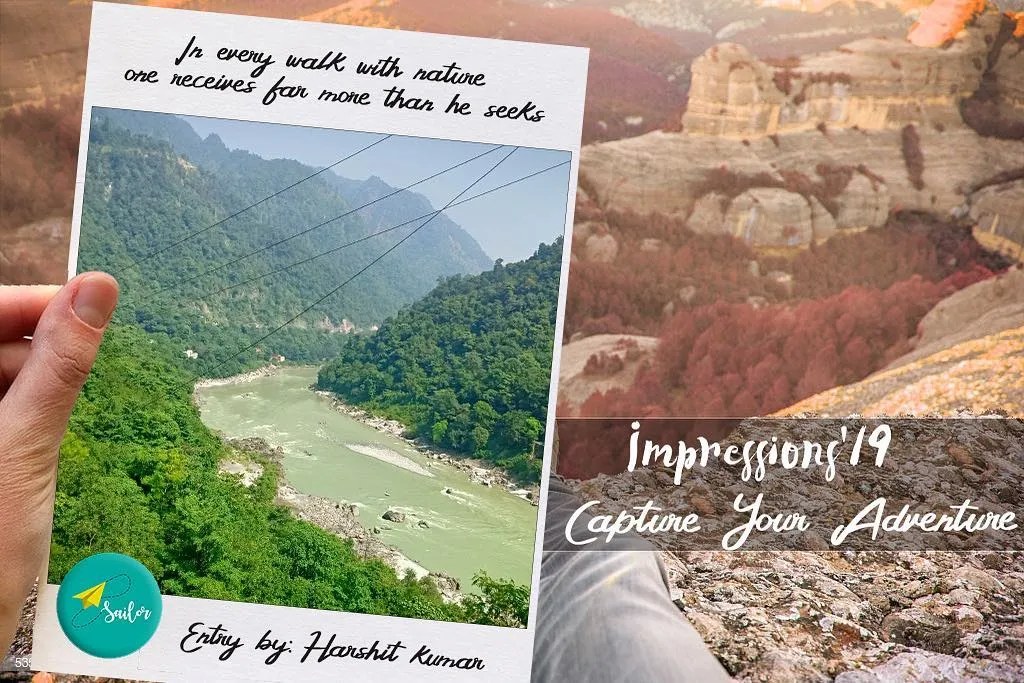 In every walk with nature
one receives far more than he seeks
Impressions'19
Capture Your Adventure
Sailor
Entry by: Harshit Kumar